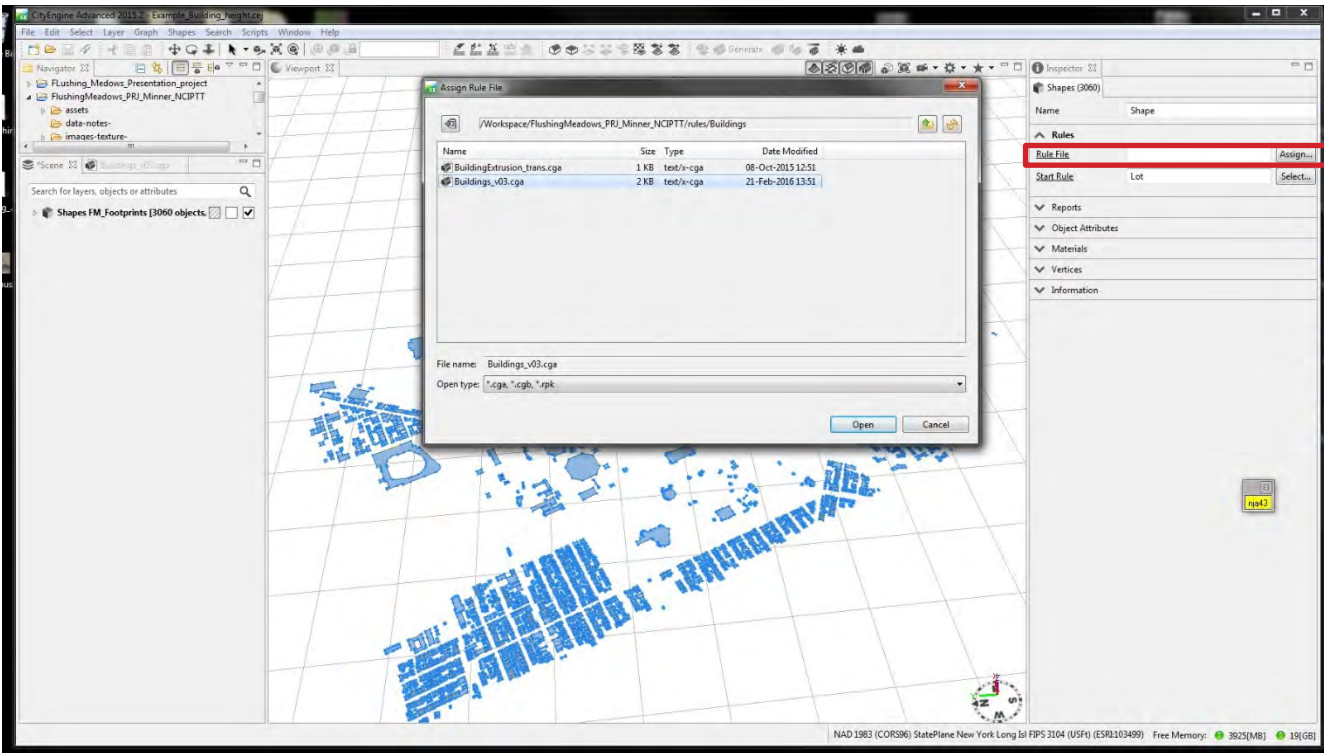 CityEngine Advanced 2015.2 - Example_Building_height.cej
File Edit Select Layer Graph Shapes Search Scripts Window Help
Generate
Navigator
FLushing_Medows_Presentation_project
FlushingMeadows_PRJ_Minner_NCIPTT
assets
data-notes-
images-texture-
*Scene
Buildings_v03.cga
Search for layers, objects or attributes
Shapes FM_Footprints [3060 objects,
Viewport
Assign Rule File
/Workspace/FlushingMeadows_PRJ_Minner_NCIPTT/rules/Buildings
Name Size Type Date Modified
BuildingExtrusion_trans.cga 1 KB text/x-cga 08-Oct-2015 12:51
Buildings_v03.cga 2 KB text/x-cga 21-Feb-2016 13:51
File name: Buildings_v03.cga
Open type: *.cga, *.cgb, *.rpk
Open Cancel
Inspector
Shapes (3060)
Name Shape
Rules
Rule File Assign...
Start Rule Lot Select...
Reports
Object Attributes
Materials
Vertices
Information
nja43
N S W
NAD 1983 (CORS96) StatePlane New York Long Isl FIPS 3104 (USFt) (ESRI:103499) Free Memory: 3925[MB] 19[GB]